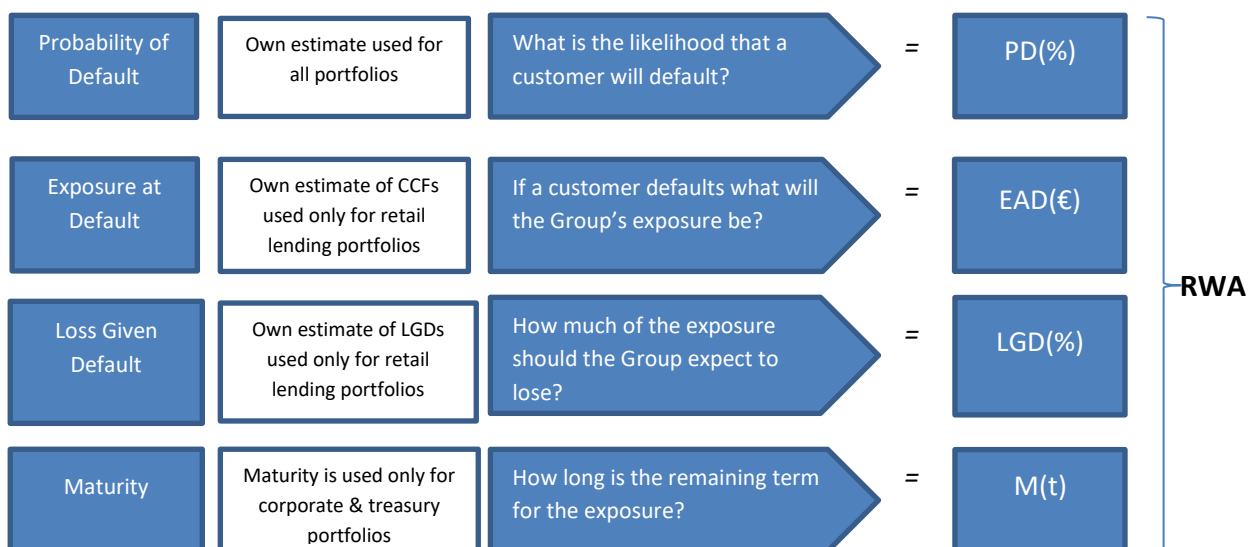 Probability of
Default
Own estimate used for
all portfolios
What is the likelihood that a
customer will default?
=
PD(%)
Exposure at
Default
Own estimate of CCFs
used only for retail
lending portfolios
If a customer defaults what will
the Group’s exposure be?
=
EAD(€)
RWA
Loss Given
Default
Own estimate of LGDs
used only for retail
lending portfolios
How much of the exposure
should the Group expect to
lose?
=
LGD(%)
Maturity
Maturity is used only for
corporate & treasury
portfolios
How long is the remaining term
for the exposure?
=
M(t)